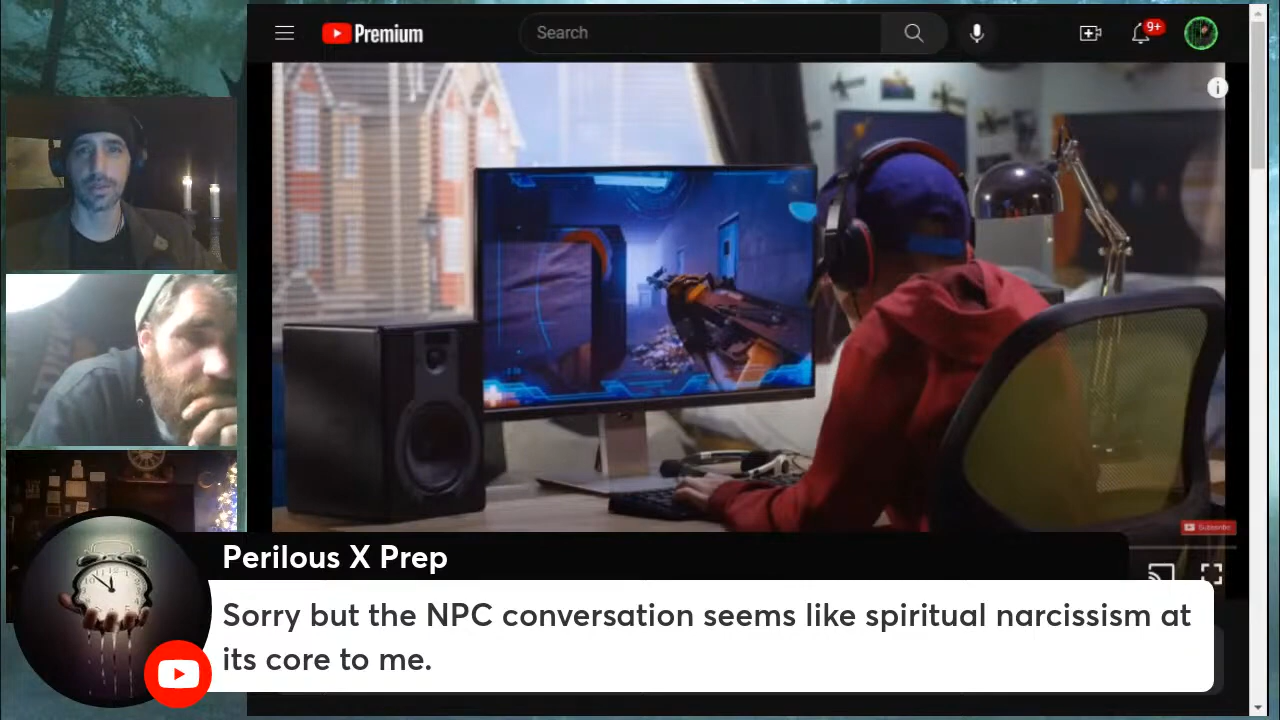 Premium
Search
9+
Subscribe
Perilous X Prep
Sorry but the NPC conversation seems like spiritual narcissism at
its core to me.